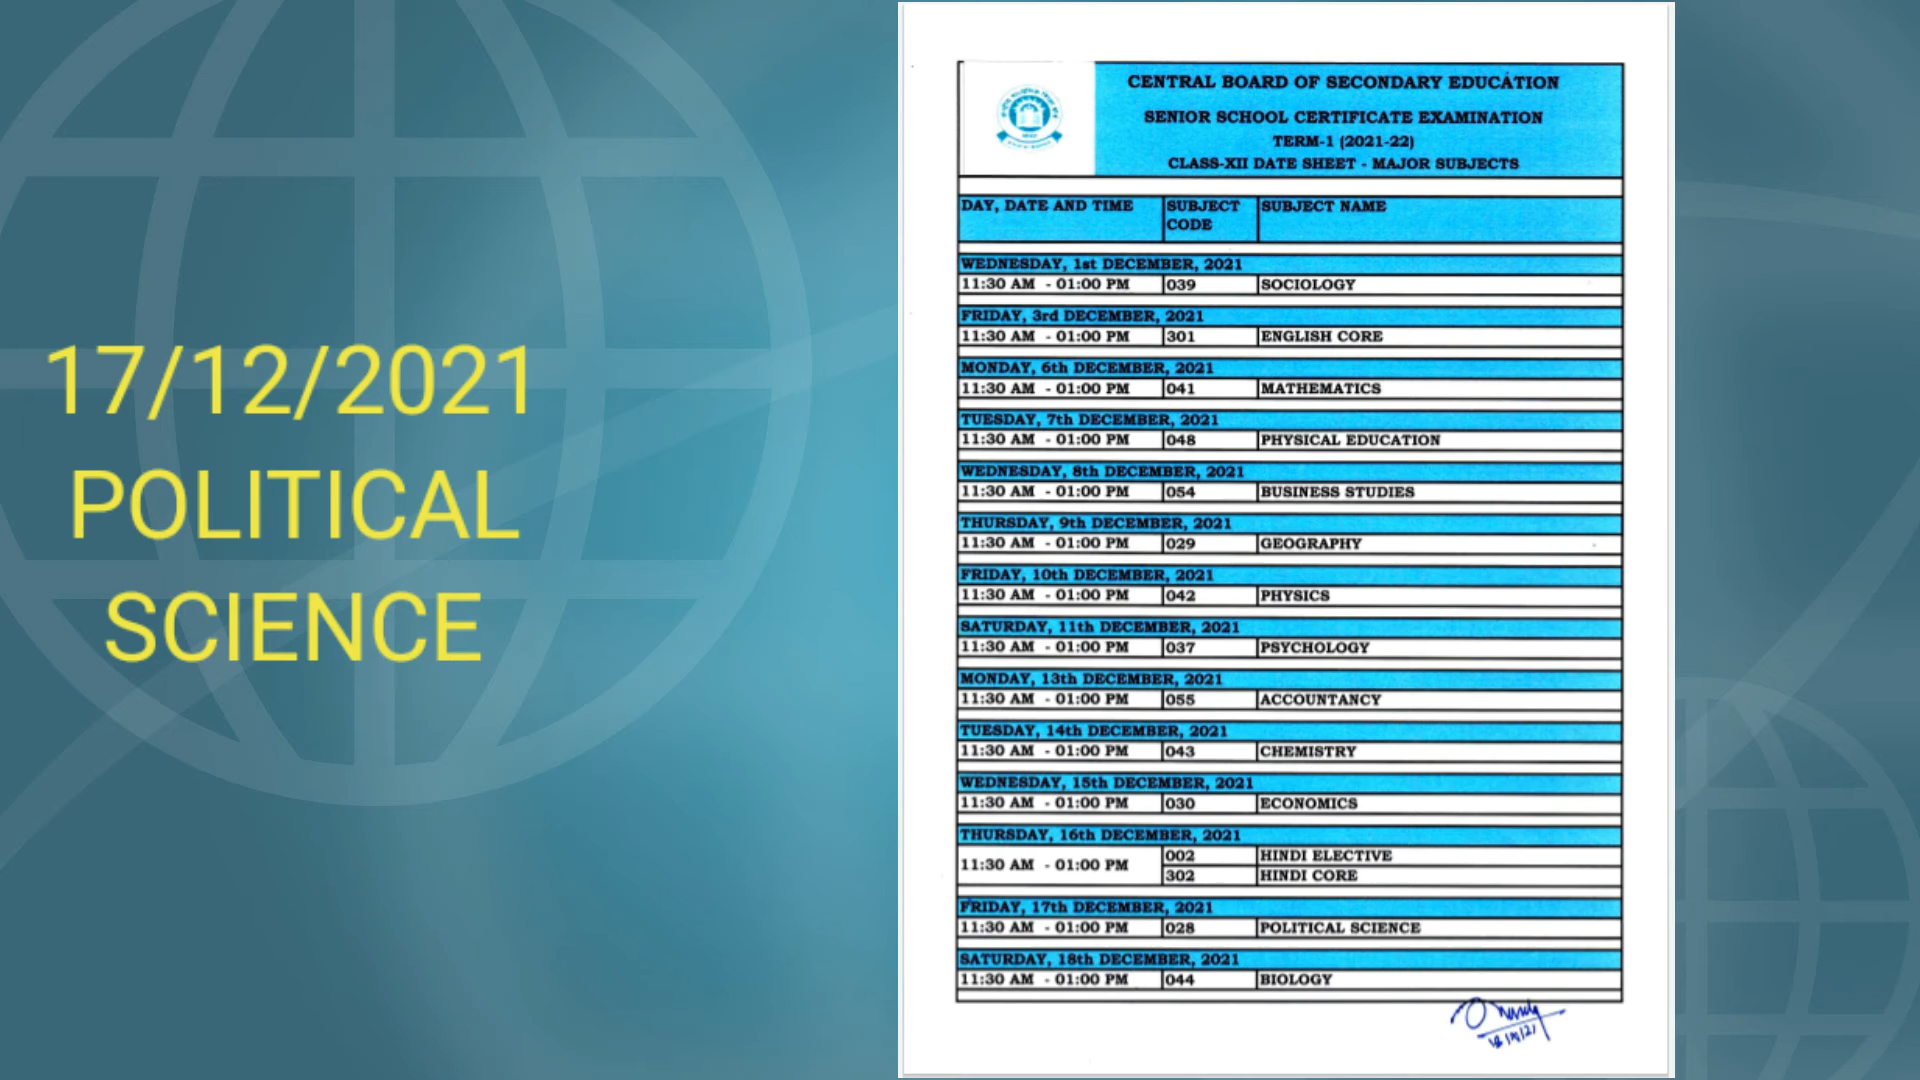 17/12/2021
POLITICAL
SCIENCE
CENTRAL BOARD OF SECONDARY EDUCATION
SENIOR SCHOOL CERTIFICATE EXAMINATION
TERM-1 (2021-22)
CLASS-XII DATE SHEET - MAJOR SUBJECTS
DAY, DATE AND TIME SUBJECT CODE SUBJECT NAME
WEDNESDAY, 1st DECEMBER, 2021
11:30 AM - 01:00 PM 039 SOCIOLOGY
FRIDAY, 3rd DECEMBER, 2021
11:30 AM - 01:00 PM 301 ENGLISH CORE
MONDAY, 6th DECEMBER, 2021
11:30 AM - 01:00 PM 041 MATHEMATICS
TUESDAY, 7th DECEMBER, 2021
11:30 AM - 01:00 PM 048 PHYSICAL EDUCATION
WEDNESDAY, 8th DECEMBER, 2021
11:30 AM - 01:00 PM 054 BUSINESS STUDIES
THURSDAY, 9th DECEMBER, 2021
11:30 AM - 01:00 PM 029 GEOGRAPHY
FRIDAY, 10th DECEMBER, 2021
11:30 AM - 01:00 PM 042 PHYSICS
SATURDAY, 11th DECEMBER, 2021
11:30 AM - 01:00 PM 037 PSYCHOLOGY
MONDAY, 13th DECEMBER, 2021
11:30 AM - 01:00 PM 055 ACCOUNTANCY
TUESDAY, 14th DECEMBER, 2021
11:30 AM - 01:00 PM 043 CHEMISTRY
WEDNESDAY, 15th DECEMBER, 2021
11:30 AM - 01:00 PM 030 ECONOMICS
THURSDAY, 16th DECEMBER, 2021
11:30 AM - 01:00 PM 002 HINDI ELECTIVE
302 HINDI CORE
FRIDAY, 17th DECEMBER, 2021
11:30 AM - 01:00 PM 028 POLITICAL SCIENCE
SATURDAY, 18th DECEMBER, 2021
11:30 AM - 01:00 PM 044 BIOLOGY